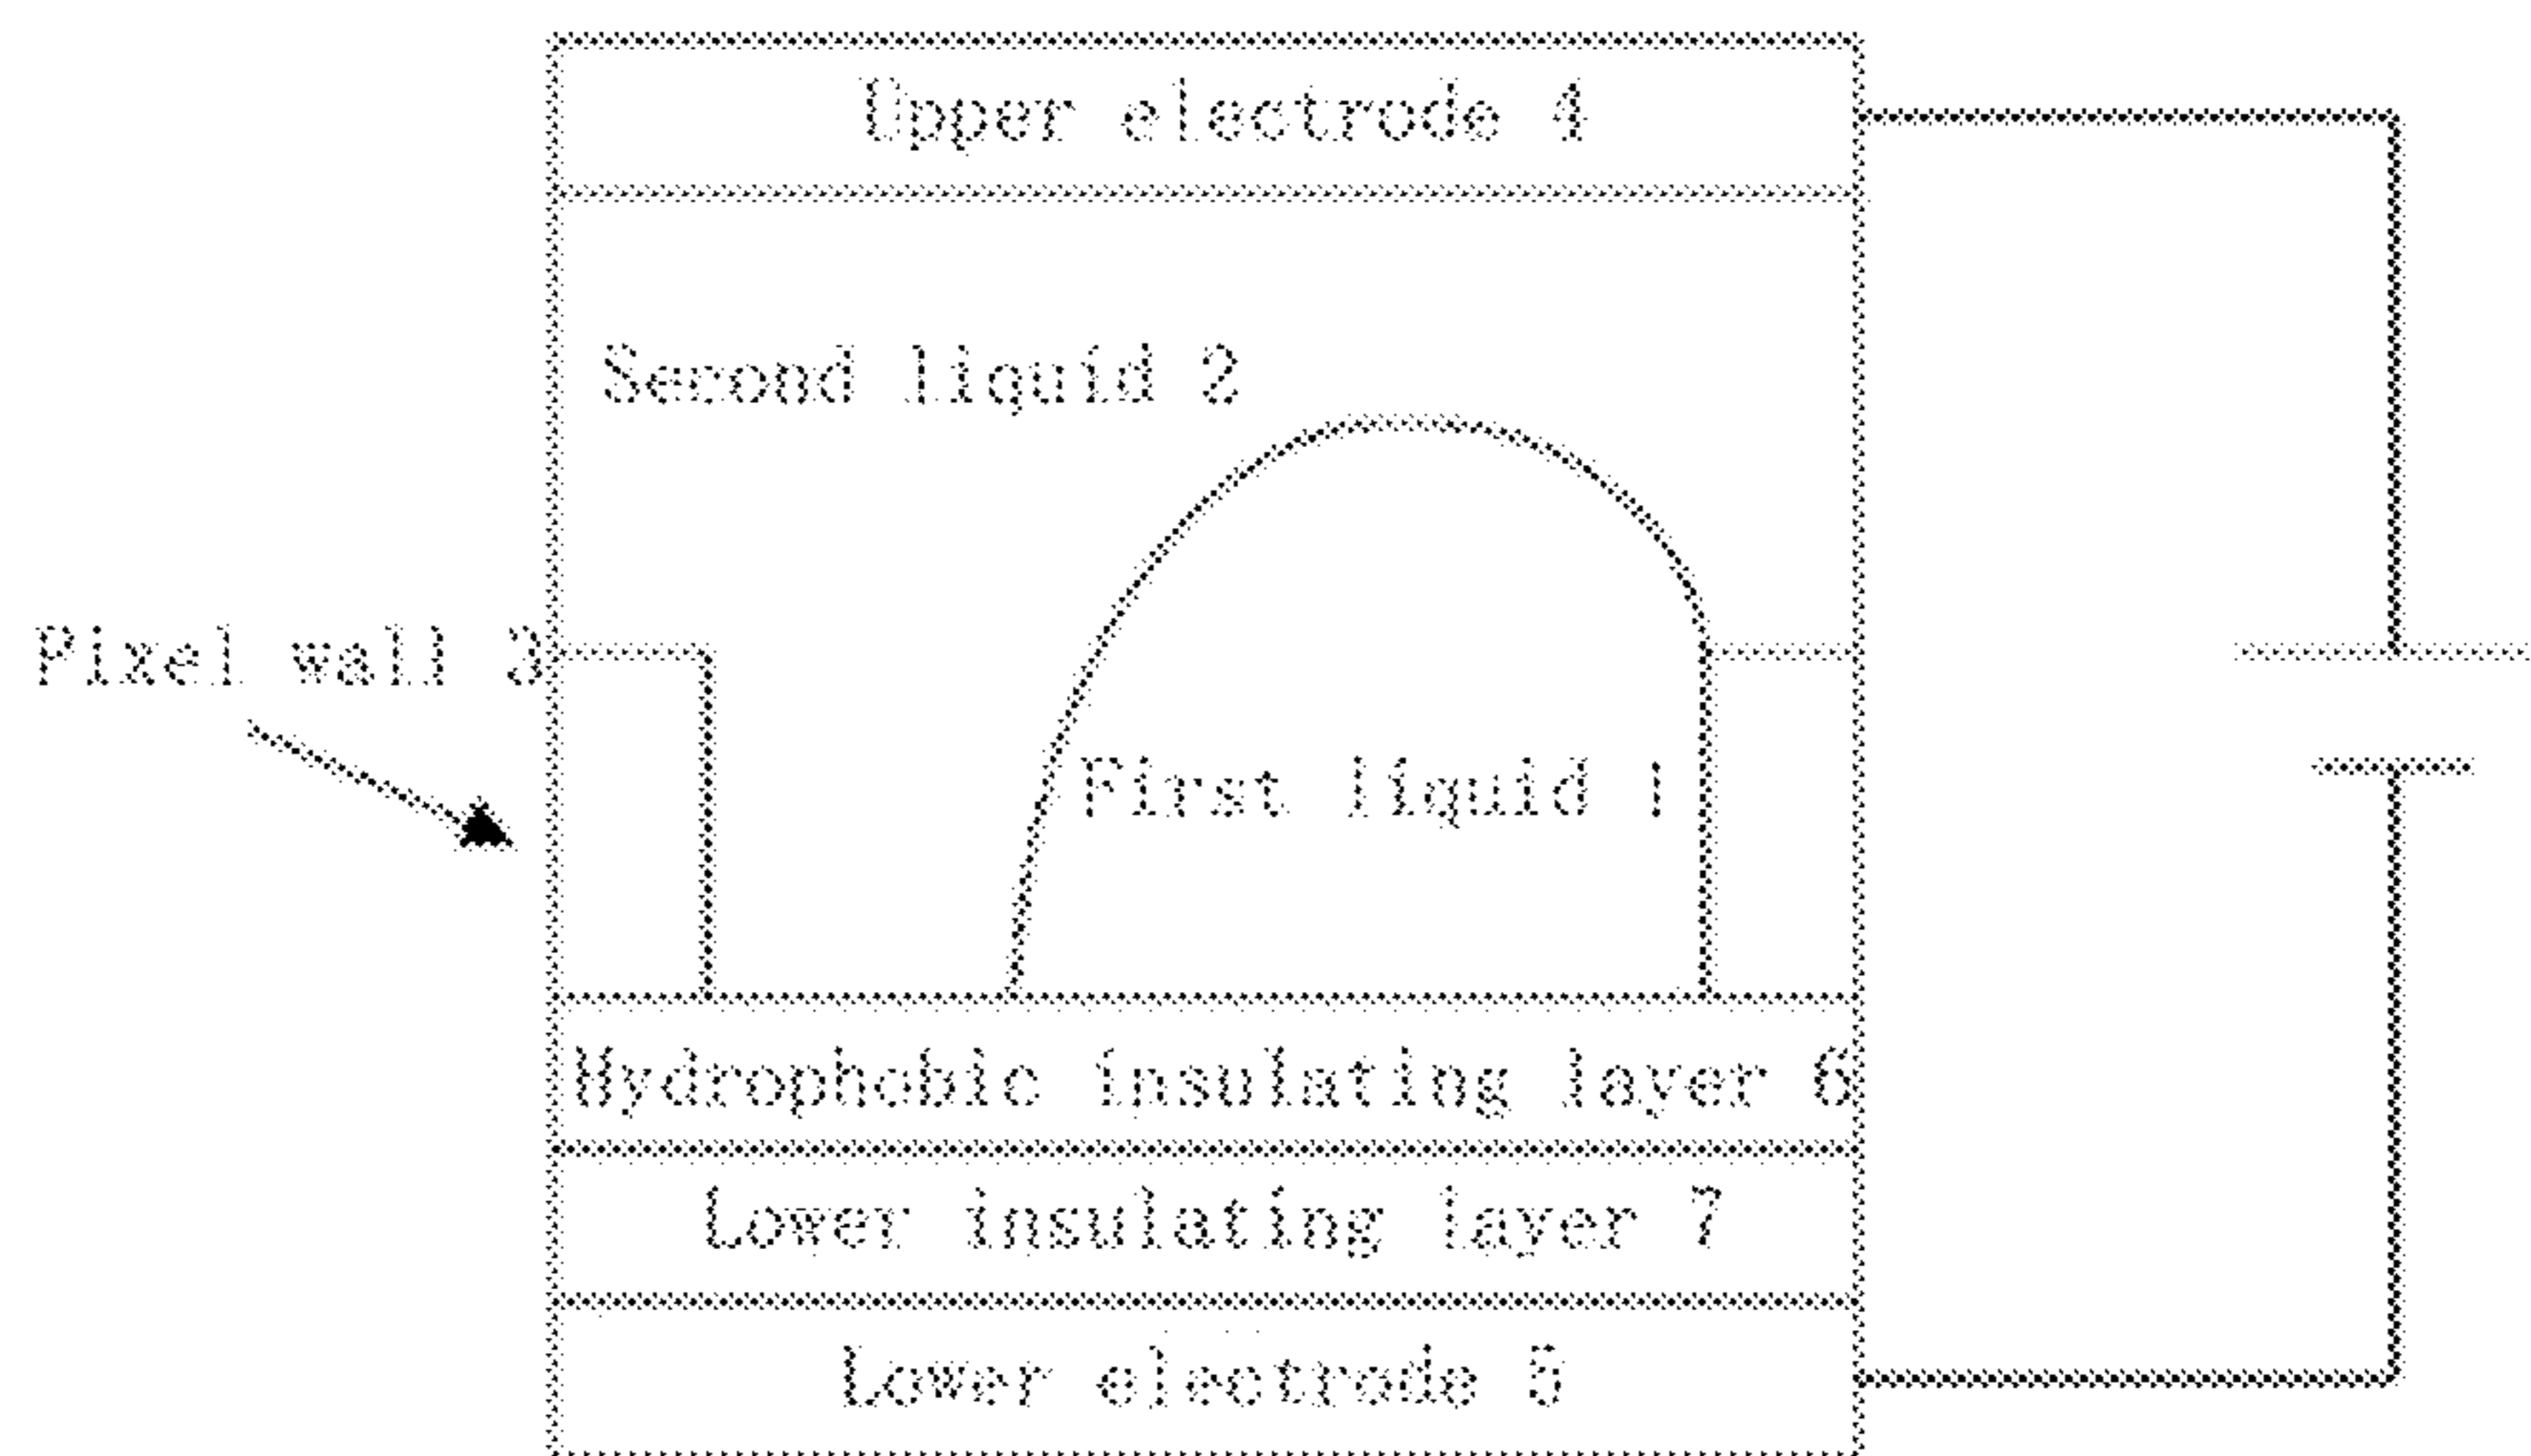 Upper electrode 4
Second liquid 2
Pixel wall 3
First liquid 1
Hydrophobic insulating layer 6
Lower insulating layer 7
Lower electrode 5